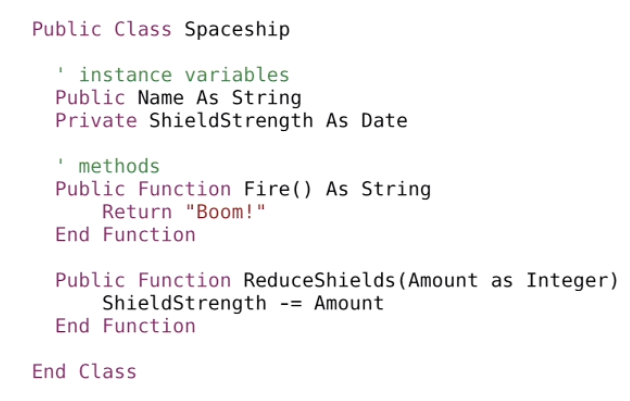 Public Class Spaceship
' instance variables
Public Name As String
Private ShieldStrength As Date
' methods
Public Function Fire() As String
Return "Boom!"
End Function
Public Function ReduceShields(Amount as Integer)
ShieldStrength -= Amount
End Function
End Class